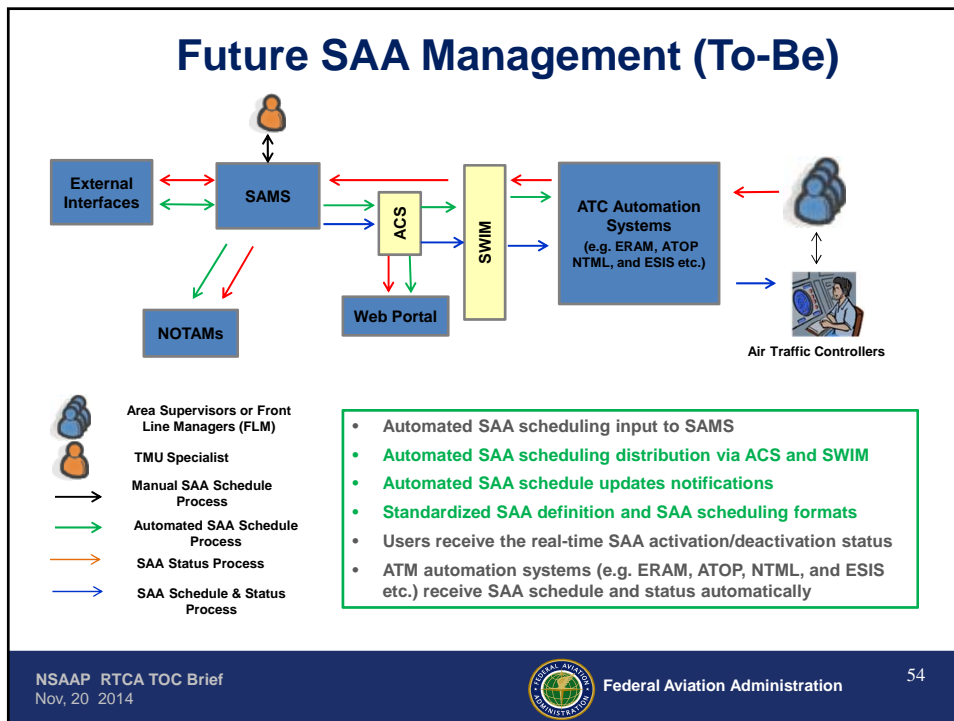 Future SAA Management (To-Be)
External
Interfaces
SAMS
ACS
SWIM
ATC Automation
Systems
(e.g. ERAM, ATOP
NTML, and ESIS etc.)
NOTAMs
Web Portal
Air Traffic Controllers
Area Supervisors or Front
Line Managers (FLM)
TMU Specialist
Manual SAA Schedule
Process
Automated SAA Schedule
Process
SAA Status Process
SAA Schedule & Status
Process
• Automated SAA scheduling input to SAMS
• Automated SAA scheduling distribution via ACS and SWIM
• Automated SAA schedule updates notifications
• Standardized SAA definition and SAA scheduling formats
• Users receive the real-time SAA activation/deactivation status
• ATM automation systems (e.g. ERAM, ATOP, NTML, and ESIS
etc.) receive SAA schedule and status automatically
NSAAP RTCA TOC Brief
Nov, 20 2014
FEDERAL AVIATION
ADMINISTRATION
Federal Aviation Administration
54